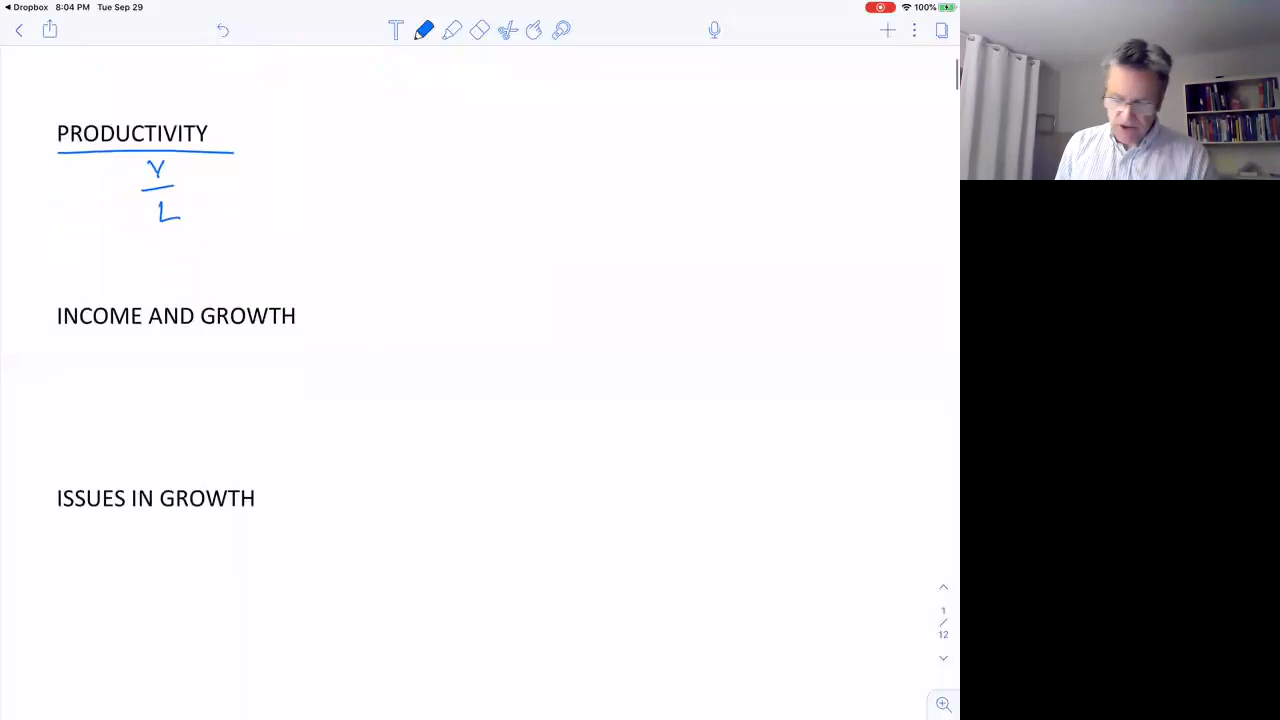 Dropbox 8:04 PM Tue Sep 29 100%
T
PRODUCTIVITY
Y
L
INCOME AND GROWTH
ISSUES IN GROWTH
1
/
12